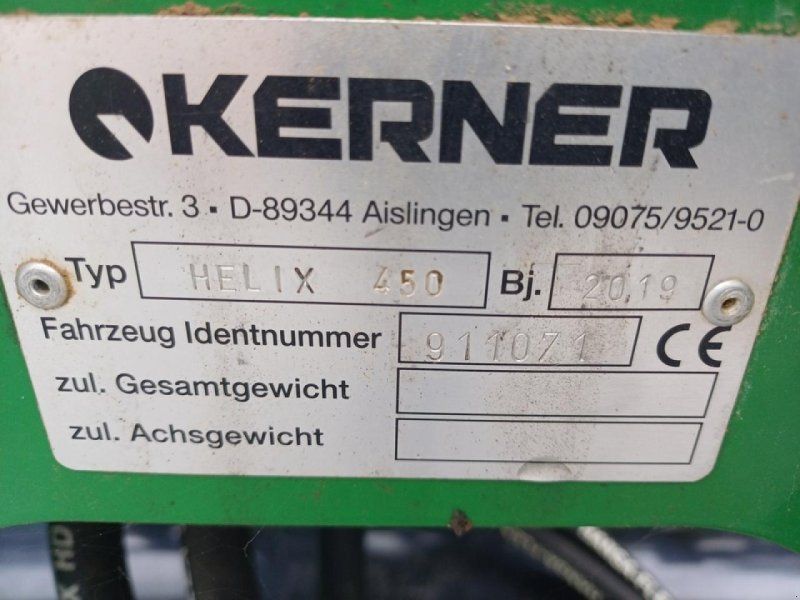 KERNER
Gewerbestr. 3 ▪ D-89344 Aislingen ▪ Tel. 09075/9521-0
Typ HELIX 450 Bj. 2019
Fahrzeug Identnummer 911071 CE
zul. Gesamtgewicht
zul. Achsgewicht
X HD